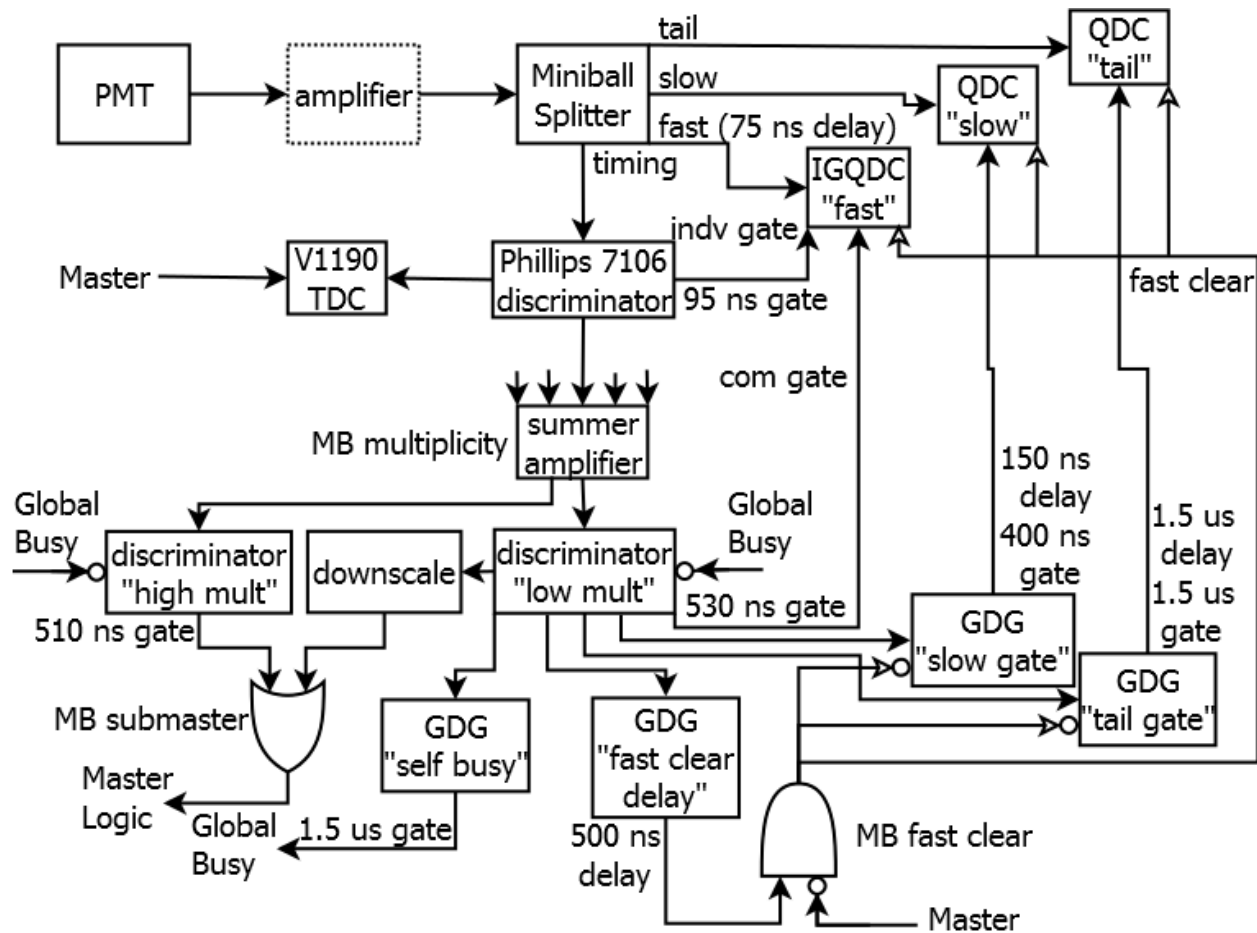 tail
QDC
"tail"
PMT
amplifier
Miniball
Splitter
slow
QDC
"slow"
fast (75 ns delay)
timing
IGQDC
"fast"
indv gate
Master
V1190
TDC
Phillips 7106
discriminator
95 ns gate
fast clear
com gate
MB multiplicity
summer
amplifier
150 ns
delay
400 ns
gate
1.5 us
delay
1.5 us
gate
Global
Busy
discriminator
"high mult"
downscale
discriminator
"low mult"
Global
Busy
510 ns gate
530 ns gate
GDG
"slow gate"
GDG
"tail gate"
MB submaster
GDG
"self busy"
GDG
"fast clear
delay"
Master
Logic
Global
Busy
1.5 us gate
500 ns
delay
MB fast clear
Master